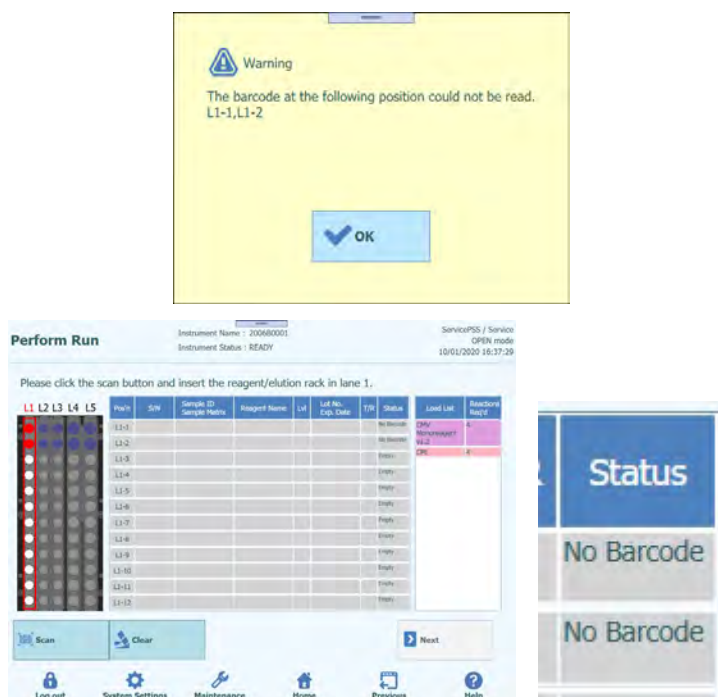 Warning
The barcode at the following position could not be read.
L1-1,L1-2
OK
Perform Run
Instrument Name : 200680001
Instrument Status : READY
ServicePSS / Service
OPEN mode
10/01/2020 16:37:29
Please click the scan button and insert the reagent/elution rack in lane 1.
L1 L2 L3 L4 L5
Pos'n S/N Sample ID Sample Matrix Reagent Name Lvl Lot No. Exp. Date T/R Status
Load List Reactions Req'd
L1-1 No Barcode
L1-2 No Barcode
L1-3 Empty
L1-4 Empty
L1-5 Empty
L1-6 Empty
L1-7 Empty
L1-8 Empty
L1-9 Empty
L1-10 Empty
L1-11 Empty
L1-12 Empty
CMV 4
Monoreagent
Scan
Clear
Next
Log out
System Settings
Maintenance
Home
Previous
Help
Status
No Barcode
No Barcode